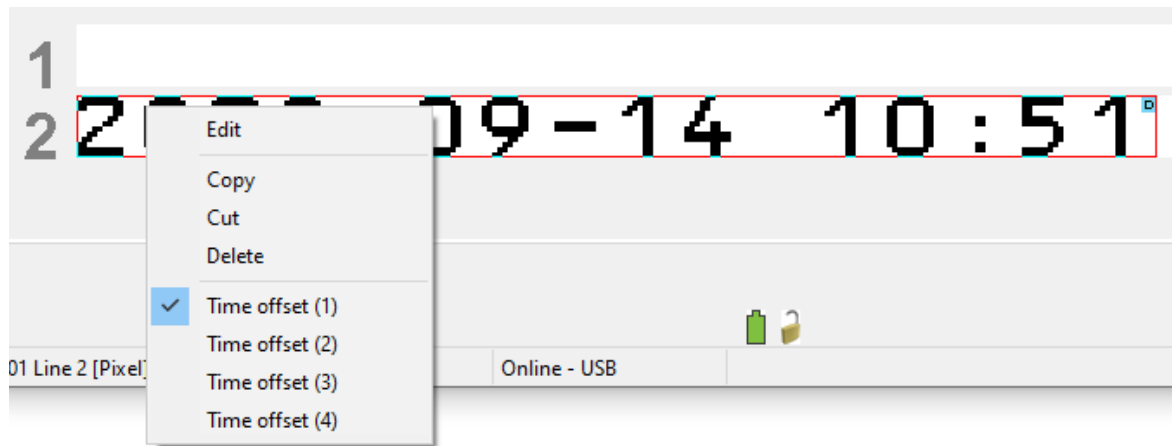 1
2
09-14 10:51
D
Edit
Copy
Cut
Delete
Time offset (1)
Time offset (2)
Time offset (3)
Time offset (4)
01 Line 2 [Pixel]
Online - USB